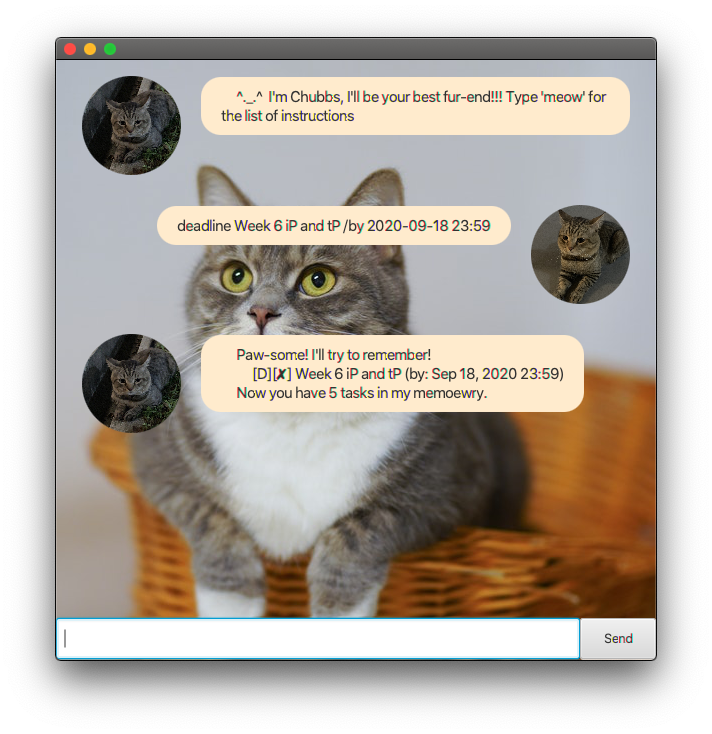 ^._.^ I'm Chubbs, I'll be your best fur-end!!! Type 'meow' for
the list of instructions
deadline Week 6 iP and tP /by 2020-09-18 23:59
Paw-some! I'll try to remember!
[D][✘] Week 6 iP and tP (by: Sep 18, 2020 23:59)
Now you have 5 tasks in my memoewry.
Send